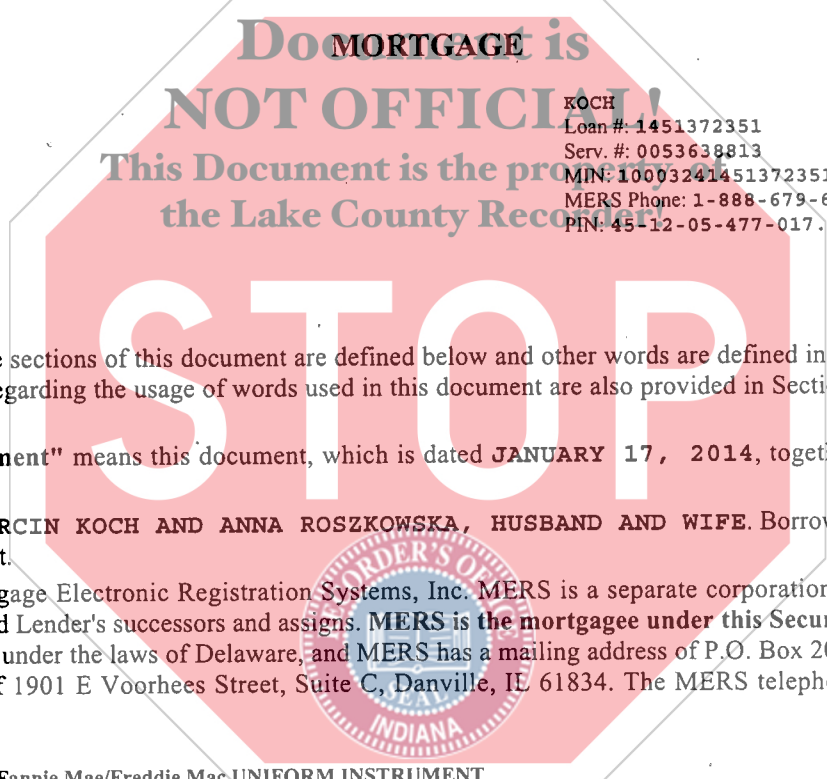 Document is
MORTGAGE
NOT OFFICIAL!
KOCH
Loan #: 1451372351
Serv. #: 0053638813
This Document is the property of
MIN: 10003241451372351
MERS Phone: 1-888-679-6
the Lake County Recorder!
PIN: 45-12-05-477-017.
STOP
e sections of this document are defined below and other words are defined in
egarding the usage of words used in this document are also provided in Secti
ment" means this document, which is dated JANUARY 17, 2014, togeth
RCIN KOCH AND ANNA ROSZKOWSKA, HUSBAND AND WIFE. Borrow
t.
gage Electronic Registration Systems, Inc. MERS is a separate corporation
d Lender's successors and assigns. MERS is the mortgagee under this Secur
under the laws of Delaware, and MERS has a mailing address of P.O. Box 20
f 1901 E Voorhees Street, Suite C, Danville, IL 61834. The MERS teleph
RECORDER'S OFFICE
SEAL
INDIANA
Fannie Mae/Freddie Mac UNIFORM INSTRUMENT